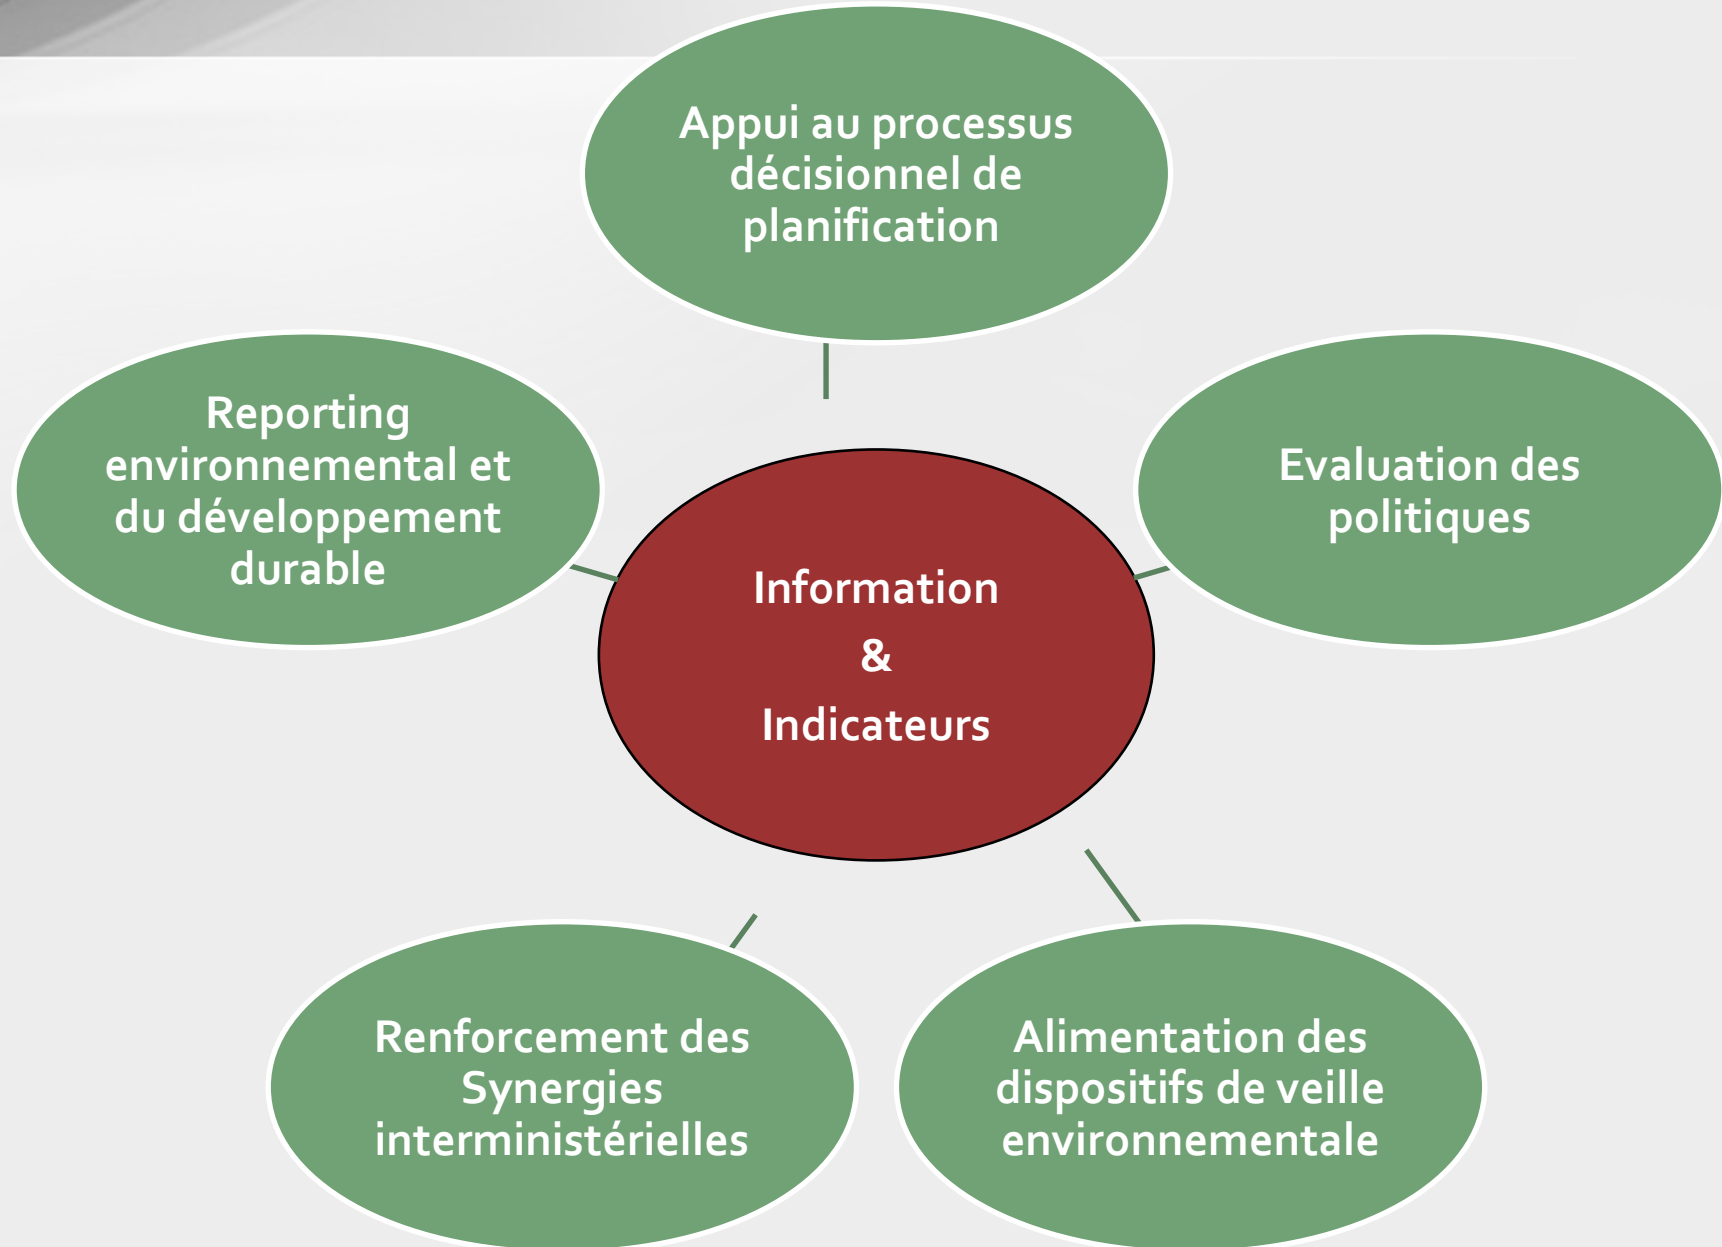 Appui au processus
décisionnel de
planification
Reporting
environnemental et
du développement
durable
Evaluation des
politiques
Information
&
Indicateurs
Renforcement des
Synergies
interministérielles
Alimentation des
dispositifs de veille
environnementale